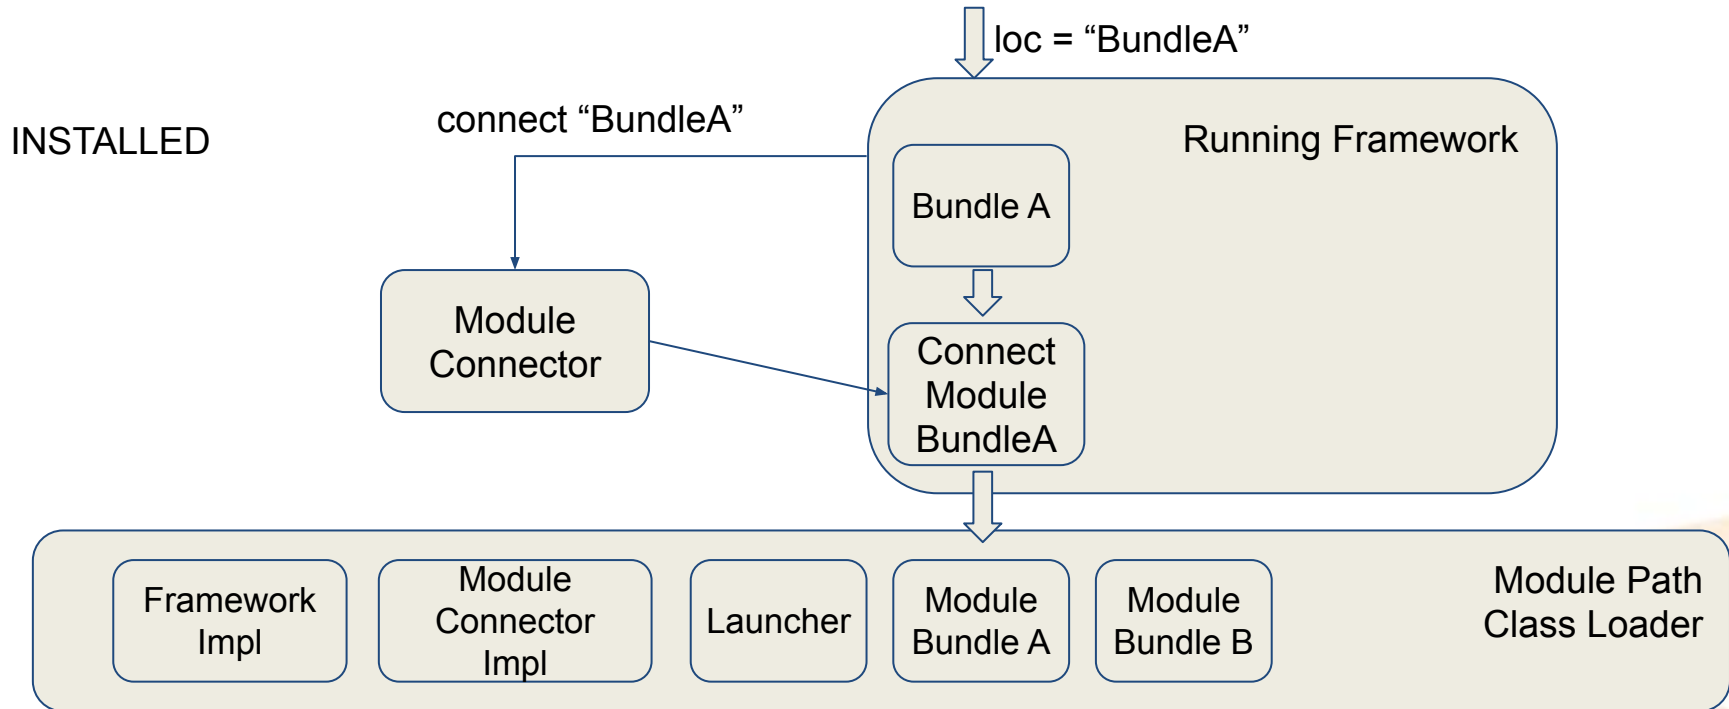 loc = “BundleA”
INSTALLED
connect “BundleA”
Running Framework
Bundle A
Module
Connector
Connect
Module
BundleA
Framework
Impl
Module
Connector
Impl
Launcher
Module
Bundle A
Module
Bundle B
Module Path
Class Loader